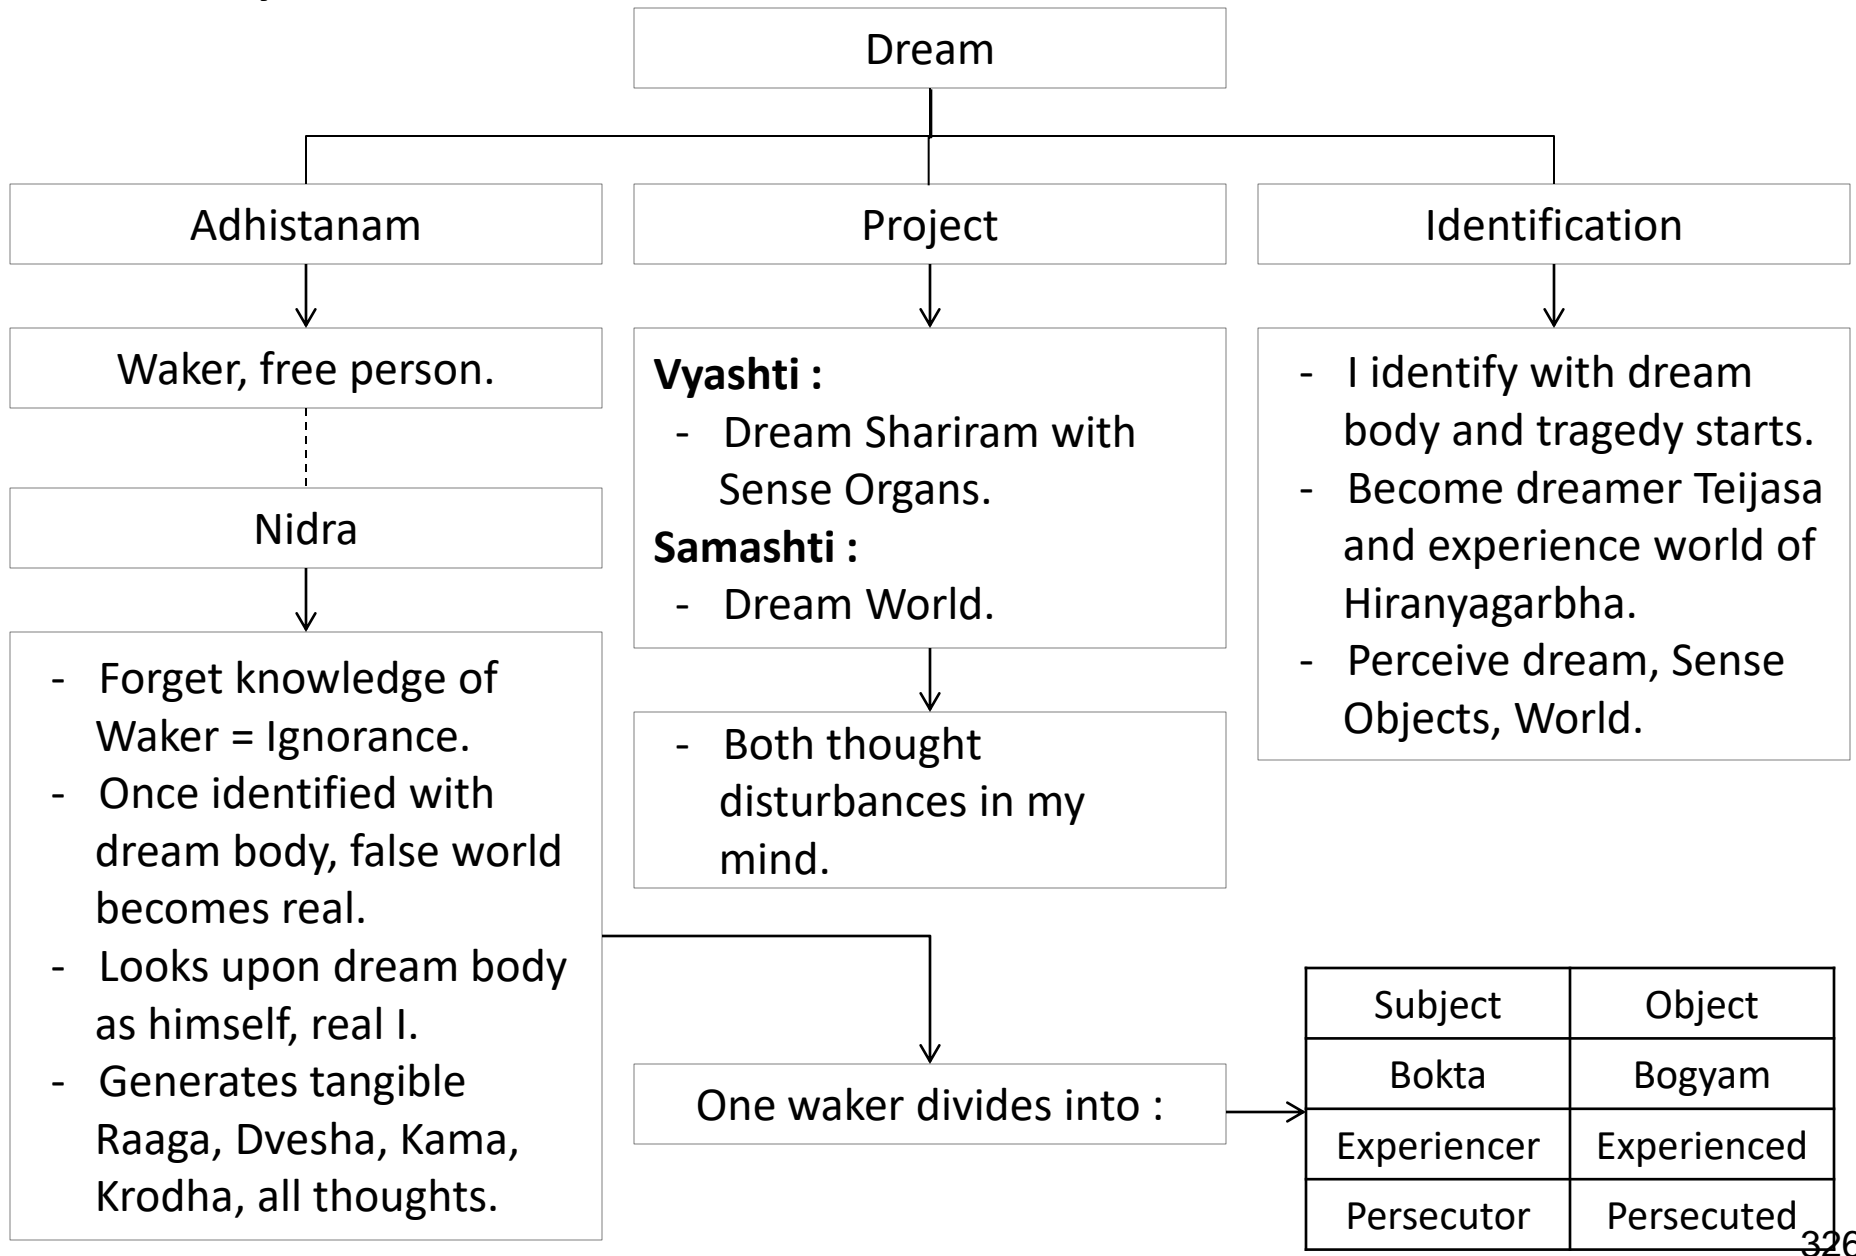 Dream
Adhistanam
Project
Identification
Waker, free person.
Nidra
- Forget knowledge of
Waker = Ignorance.
- Once identified with
dream body, false world
becomes real.
- Looks upon dream body
as himself, real I.
- Generates tangible
Raaga, Dvesha, Kama,
Krodha, all thoughts.
Vyashti :
- Dream Shariram with
Sense Organs.
Samashti :
- Dream World.
- Both thought
disturbances in my
mind.
- I identify with dream
body and tragedy starts.
- Become dreamer Teijasa
and experience world of
Hiranyagarbha.
- Perceive dream, Sense
Objects, World.
One waker divides into :
Subject Object
Bokta Bogyam
Experiencer Experienced
Persecutor Persecuted
326